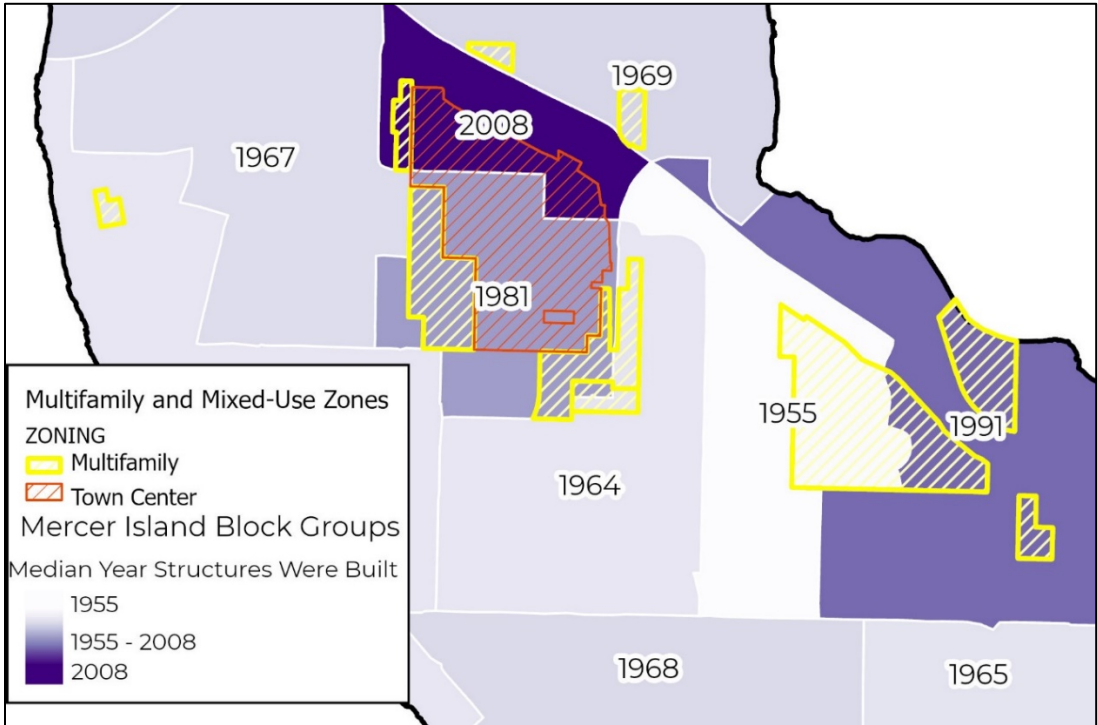 1969
2008
1967
1981
1955
1991
1964
1968
1965
Multifamily and Mixed-Use Zones
ZONING
Multifamily
Town Center
Mercer Island Block Groups
Median Year Structures Were Built
1955
1955 - 2008
2008